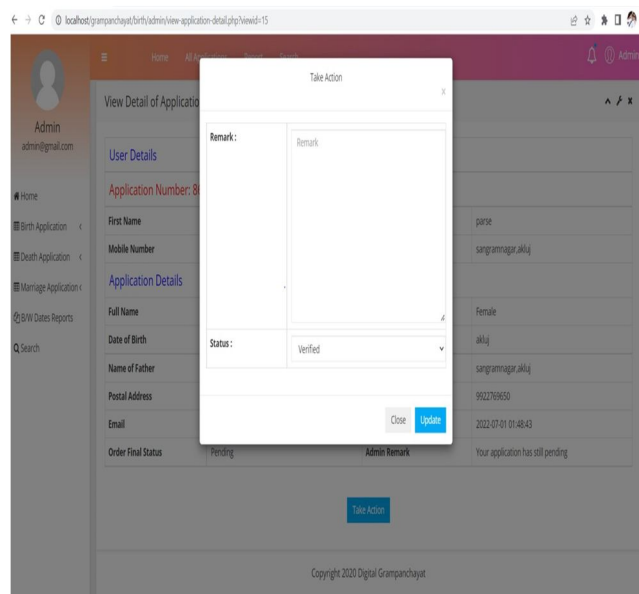 localhost/grampanchayat/birth/admin/view-application-detail.php?viewid=15
Home All Applications Report Search Admin
Take Action
x
Admin
admin@gmail.com
Home
Birth Application
Death Application
Marriage Application
B/W Dates Reports
Search
View Detail of Applicatio
User Details
Application Number: 8
First Name parse
Mobile Number sangramnagar,akluj
Application Details
Full Name Female
Date of Birth akluj
Name of Father sangramnagar,akluj
Postal Address 9922769650
Email 2022-07-01 01:48:43
Order Final Status Pending Admin Remark Your application has still pending
Remark :
Remark
Status :
Verified
Close Update
Take Action
Copyright 2020 Digital Grampanchayat